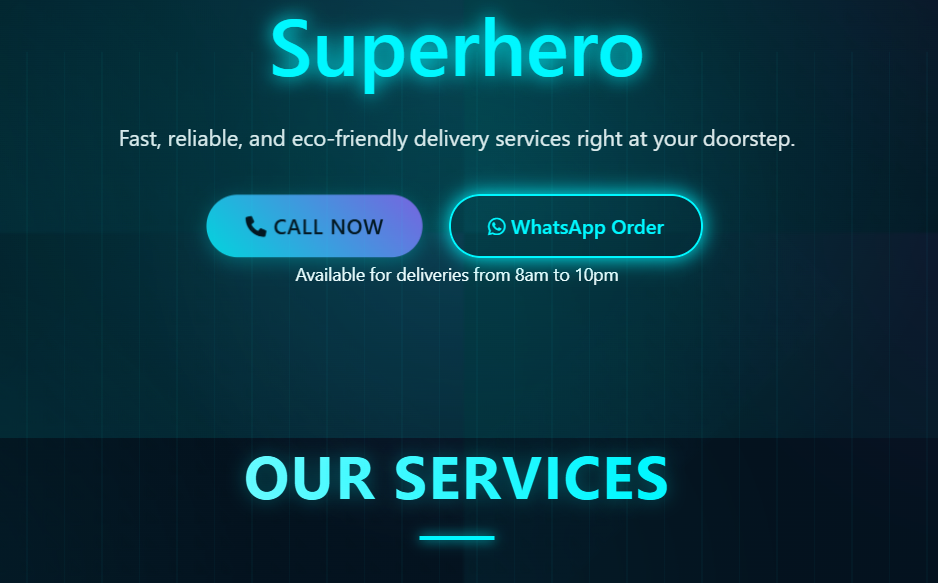 Superhero
Fast, reliable, and eco-friendly delivery services right at your doorstep.
CALL NOW
WhatsApp Order
Available for deliveries from 8am to 10pm
OUR SERVICES